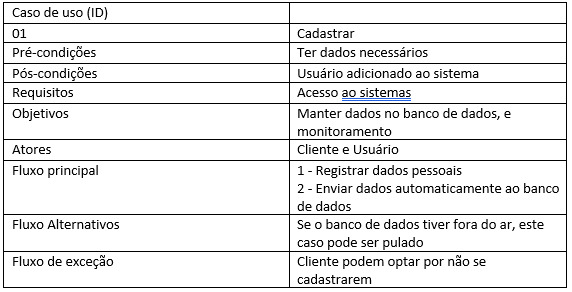 Caso de uso (ID)
01 Cadastrar
Pré-condições Ter dados necessários
Pós-condições Usuário adicionado ao sistema
Requisitos Acesso ao sistemas
Objetivos Manter dados no banco de dados, e
monitoramento
Atores Cliente e Usuário
Fluxo principal 1 - Registrar dados pessoais
2 - Enviar dados automaticamente ao banco
de dados
Fluxo Alternativos Se o banco de dados tiver fora do ar, este
caso pode ser pulado
Fluxo de exceção Cliente podem optar por não se
cadastrarem